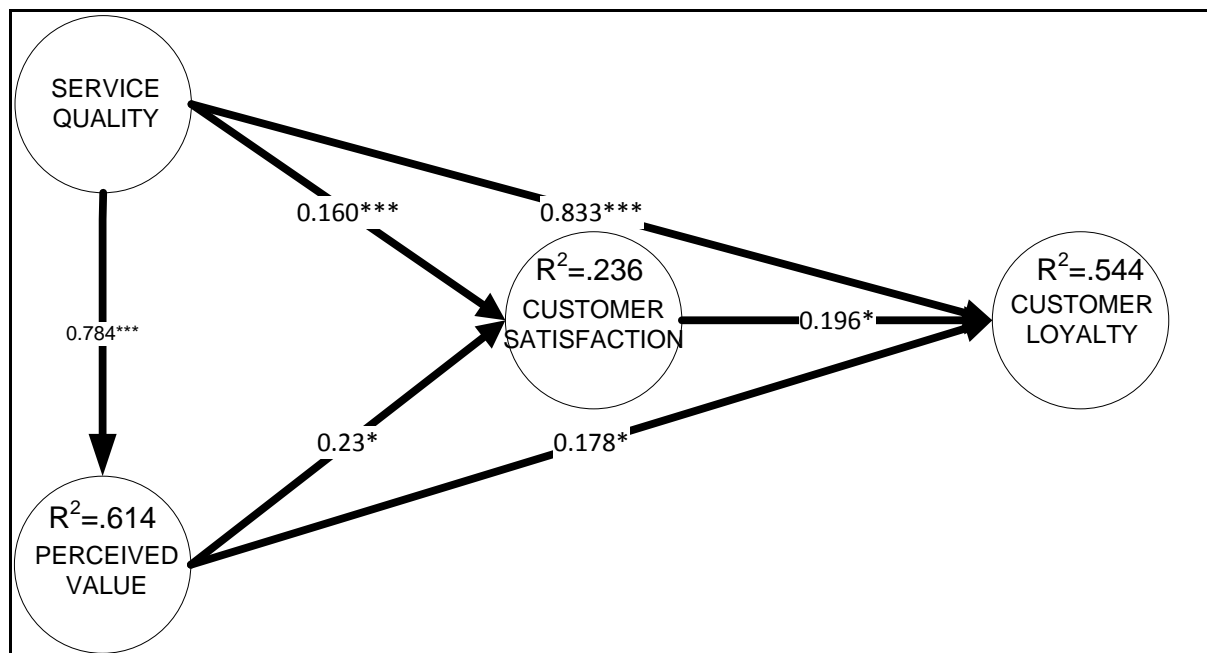 SERVICE
QUALITY
0.160***
0.833***
R²=.236
CUSTOMER
SATISFACTION
R²=.544
CUSTOMER
LOYALTY
0.196*
0.784***
0.23*
0.178*
R²=.614
PERCEIVED
VALUE